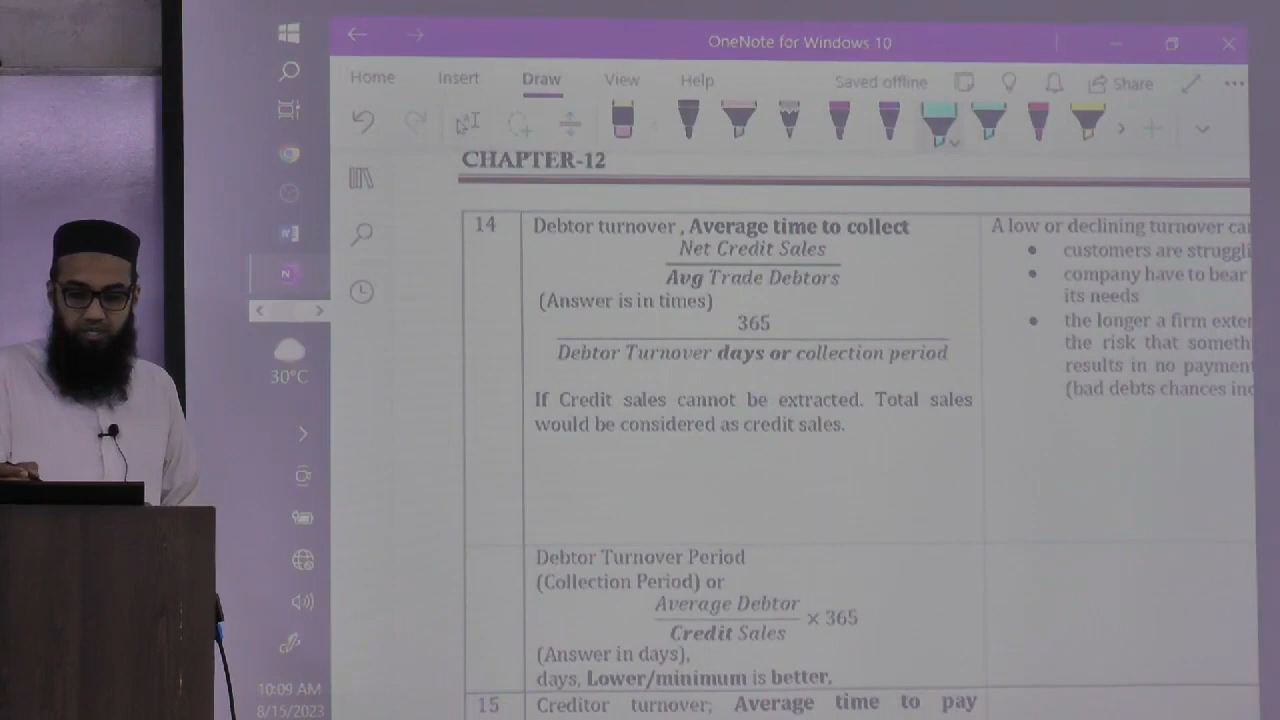 OneNote for Windows 10
Home Insert Draw View Help Saved offline Share
CHAPTER-12
14
Debtor turnover , Average time to collect
Net Credit Sales
Avg Trade Debtors
(Answer is in times)
365
Debtor Turnover days or collection period
If Credit sales cannot be extracted. Total sales
would be considered as credit sales.
A low or declining turnover ca
• customers are struggli
• company have to bear
its needs
• the longer a firm exter
the risk that someth
results in no payment
(bad debts chances inc
Debtor Turnover Period
(Collection Period) or
Average Debtor
Credit Sales
× 365
(Answer in days),
days, Lower/minimum is better.
15
Creditor turnover; Average time to pay
30°C
10:09 AM
8/15/2023